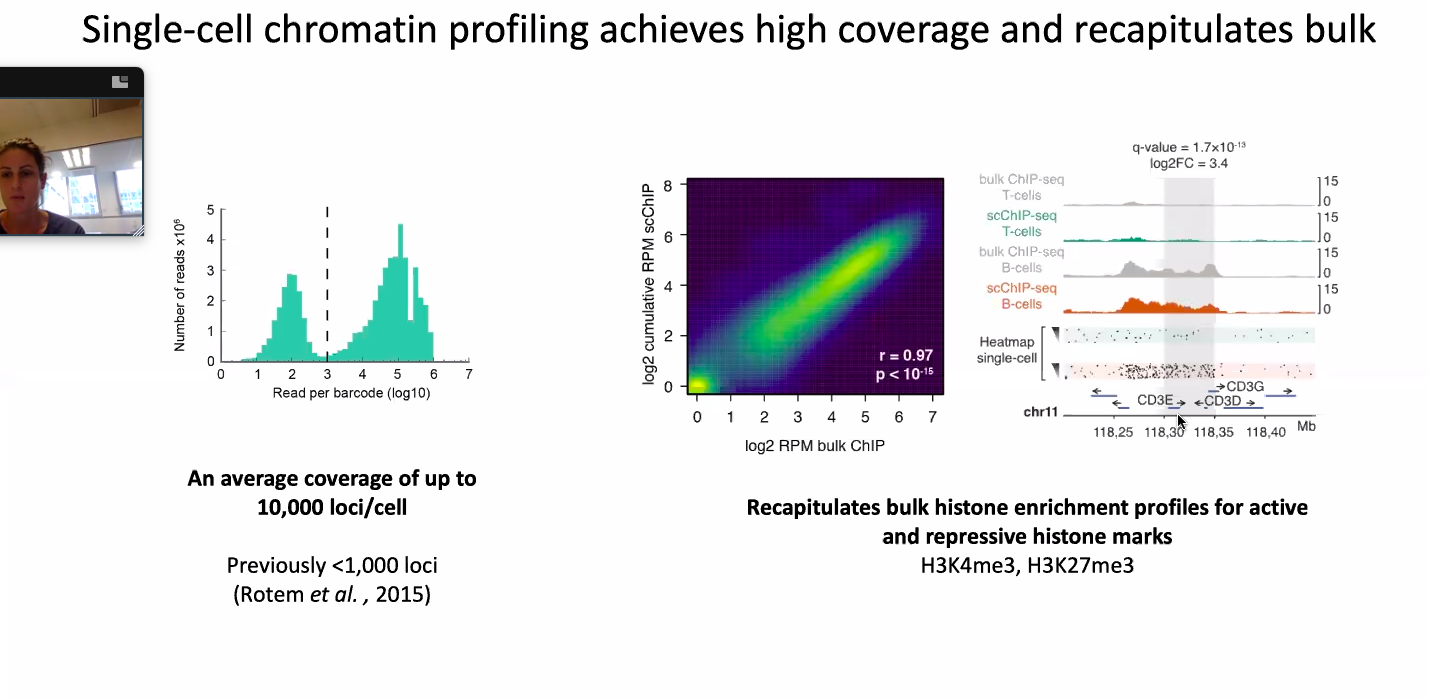 Single-cell chromatin profiling achieves high coverage and recapitulates bulk
Number of reads x10⁶
5
4
3
2
1
0
0 1 2 3 4 5 6 7
Read per barcode (log10)
An average coverage of up to
10,000 loci/cell
Previously <1,000 loci
(Rotem et al. , 2015)
log2 cumulative RPM scChIP
8
6
4
2
0
r = 0.97
p < 10⁻¹⁵
0 1 2 3 4 5 6 7
log2 RPM bulk ChIP
q-value = 1.7×10⁻¹³
log2FC = 3.4
bulk ChIP-seq
T-cells
15
0
scChIP-seq
T-cells
15
0
bulk ChIP-seq
B-cells
15
0
scChIP-seq
B-cells
15
0
Heatmap
single-cell
CD3G
CD3E CD3D
chr11
118,25 118,30 118,35 118,40 Mb
Recapitulates bulk histone enrichment profiles for active
and repressive histone marks
H3K4me3, H3K27me3